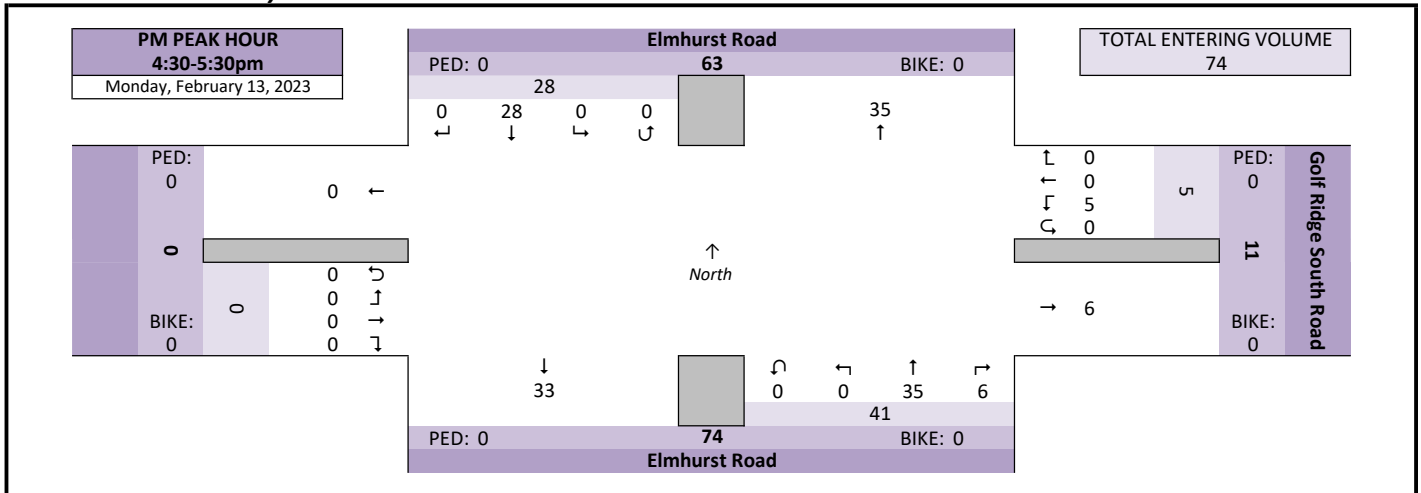 PM PEAK HOUR
4:30-5:30pm
Monday, February 13, 2023
Elmhurst Road
PED: 0 63 BIKE: 0
28
0 28 0 0
↵ ↓ ↳ ↺
35
↑
TOTAL ENTERING VOLUME
74
PED:
0
0 ←
0
0
0
0
0
0
BIKE:
0
↑
North
0
← 0
5
0
5
PED:
0
11
→ 6
BIKE:
0
Golf Ridge South Road
↓
33
0 0 35 6
41
PED: 0 74 BIKE: 0
Elmhurst Road